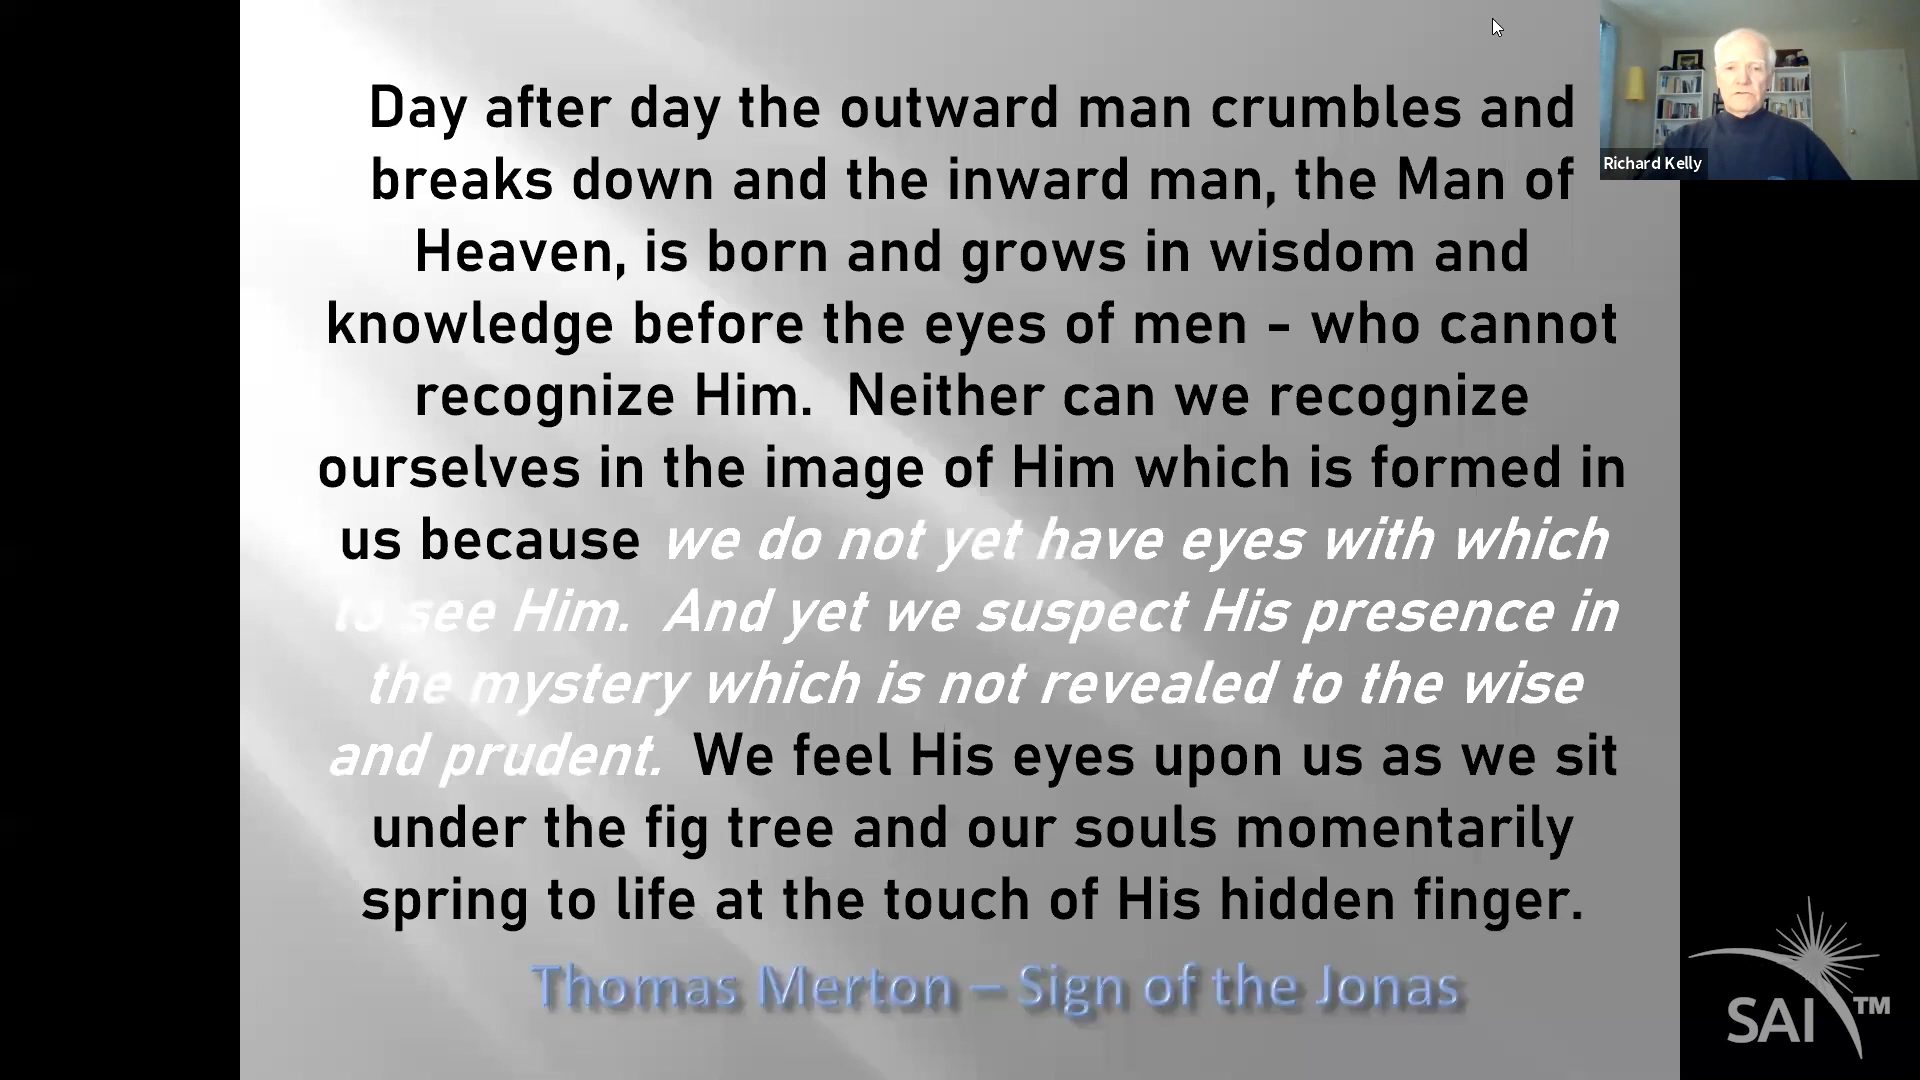 Day after day the outward man crumbles and
breaks down and the inward man, the Man of
Heaven, is born and grows in wisdom and
knowledge before the eyes of men - who cannot
recognize Him.  Neither can we recognize
ourselves in the image of Him which is formed in
us because we do not yet have eyes with which
to see Him.  And yet we suspect His presence in
the mystery which is not revealed to the wise
and prudent.  We feel His eyes upon us as we sit
under the fig tree and our souls momentarily
spring to life at the touch of His hidden finger.
Thomas Merton – Sign of the Jonas
Richard Kelly
SAI™